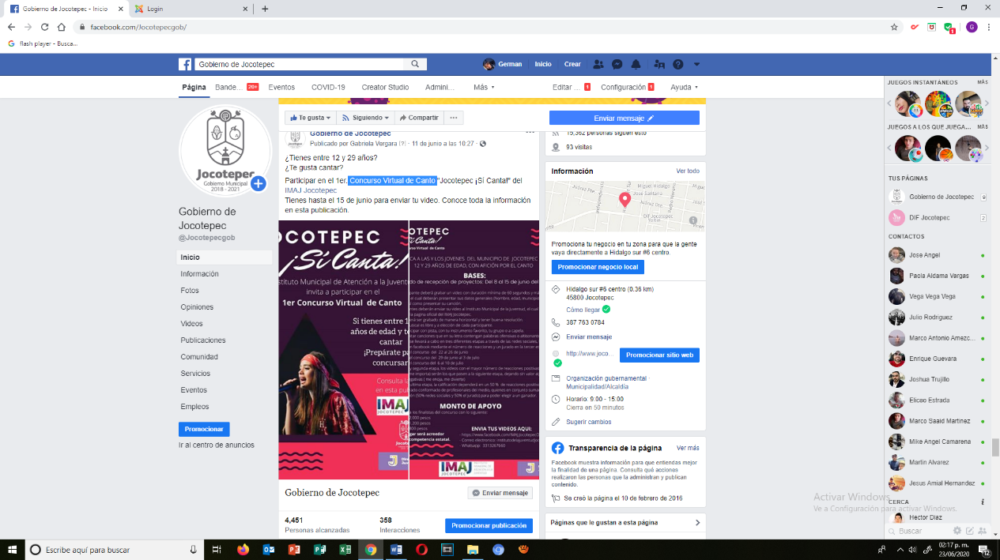 Gobierno de Jocotepec - Inicio
Login
facebook.com/Jocotepecgob/
flash player - Busca...
Gobierno de Jocotepec
German
Inicio
Crear
Página
Bande...
20+
Eventos
COVID-19
Creator Studio
Admini...
Más
Editar ...
1
Configuración
1
Ayuda
Te gusta
Siguiendo
Compartir
Enviar mensaje
Jocotepec
Gobierno Municipal
2018 - 2021
Gobierno de
Jocotepec
@Jocotepecgob
Inicio
Información
Fotos
Opiniones
Videos
Publicaciones
Comunidad
Servicios
Eventos
Empleos
Promocionar
Ir al centro de anuncios
Gobierno de Jocotepec
Publicado por Gabriela Vergara [?] · 11 de junio a las 10:27 ·
¿Tienes entre 12 y 29 años?
¿Te gusta cantar?
Participar en el 1er. Concurso Virtual de Canto "Jocotepec ¡Sí Canta!" del
IMAJ Jocotepec
Tienes hasta el 15 de junio para enviar tu video. Conoce toda la información
en esta publicación.
OCOTEPEC
¡Sí Canta!
stituto Municipal de Atención a la Juvent
invita a participar en el
1er Concurso Virtual de Canto
Si tienes entre 1
años de edad y te
cantar
¡Prepárate p
concursar
Consulta l
en esta pu
IMAJ
JOCOTEPEC
OTEPEC
Canta!
rso Virtual de Canto
CA A LAS Y LOS JOVENES DEL MUNICIPIO DE JOCOTEPEC
12 Y 29 AÑOS DE EDAD, CON AFICIÓN POR EL CANTO
BASES:
do de recepción de proyectos: Del 8 al 15 de junio del
MONTO DE APOYO
ENVIA TUS VIDEOS AQUI:
IMAJ
JOCOTEPEC
Gobierno de Jocotepec
Enviar mensaje
4,451
Personas alcanzadas
358
Interacciones
Promocionar publicación
15,362 personas siguen esto
93 visitas
Información
Ver todo
Promociona tu negocio en tu zona para que la gente
vaya directamente a Hidalgo sur #6 centro.
Promocionar negocio local
Hidalgo sur #6 centro (0.36 km)
45800 Jocotepec
Cómo llegar
387 763 0784
Enviar mensaje
http://www.joco...
Promocionar sitio web
Organización gubernamental ·
Municipalidad/Alcaldía
Horario: 9:00 - 15:00
Cierra en 50 minutos
Sugerir cambios
Transparencia de la página
Ver más
Facebook muestra información para que entiendas mejor
la finalidad de una página. Consulta qué acciones
realizaron las personas que la administran y publican
contenido.
Se creó la página el 10 de febrero de 2016
Páginas que le gustan a esta página
JUEGOS INSTANTÁNEOS
MÁS
JUEGOS A LOS QUE JUEGA...
MÁS
TUS PÁGINAS
Gobierno de Jocotepec
9
DIF Jocotepec
2
CONTACTOS
Jose Angel
Paola Aldama Vargas
Vega Vega Vega
Julio Rodriguez
Marco Antonio Amezc...
Enrique Guevara
Joshua Trujillo
Elicao Estrada
Marco Saaid Martinez
Mike Angel Camarena
Martin Alvarez
Jesus Amial Hernandez
CERCA
Hector Diaz
Buscar
Activar Windows
Ve a Configuración para activar Windows.
Escribe aquí para buscar
02:17 p. m.
23/06/2020
12